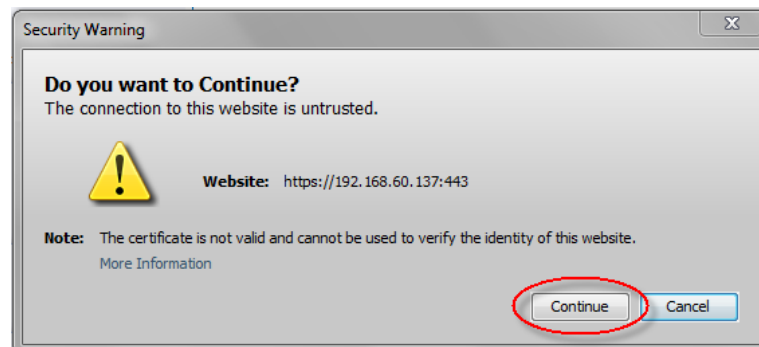 Security Warning
Do you want to Continue?
The connection to this website is untrusted.
Website: https://192.168.60.137:443
Note: The certificate is not valid and cannot be used to verify the identity of this website.
More Information
Continue Cancel